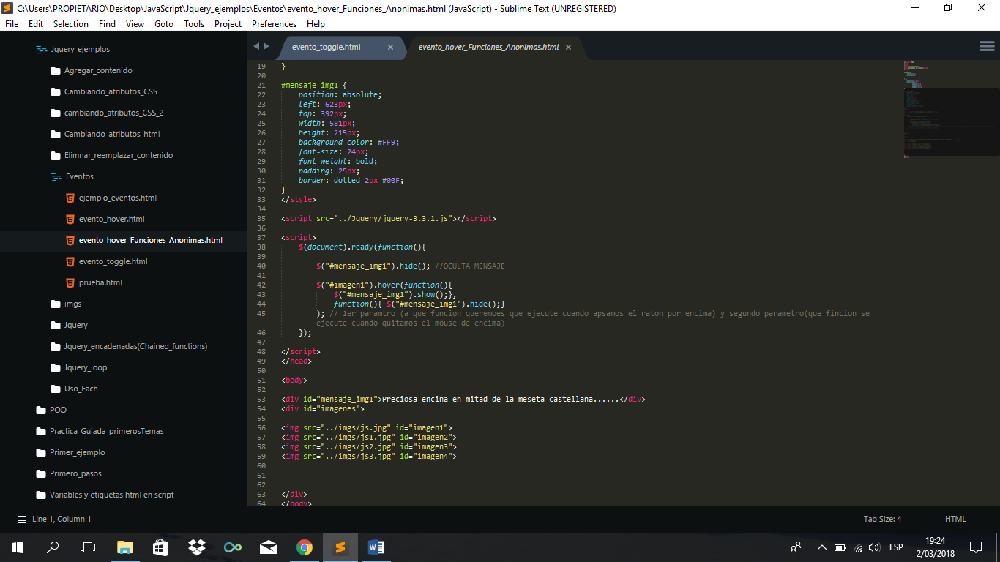 C:\Users\PROPIETARIO\Desktop\JavaScript\Jquery_ejemplos\Eventos\evento_hover_Funciones_Anonimas.html (JavaScript) - Sublime Text (UNREGISTERED)
File Edit Selection Find View Goto Tools Project Preferences Help
Jquery_ejemplos
Agregar_contenido
Cambiando_atributos_CSS
cambiando_atributos_CSS_2
Cambiando_atributos_html
Elimnar_reemplazar_contenido
Eventos
ejemplo_eventos.html
evento_hover.html
evento_hover_Funciones_Anonimas.html
evento_toggle.html
prueba.html
imgs
Jquery
Jquery_encadenadas(Chained_functions)
Jquery_loop
Uso_Each
POO
Practica_Guiada_primerosTemas
Primer_ejemplo
Primero_pasos
Variables y etiquetas html en script
evento_toggle.html × evento_hover_Funciones_Anonimas.html ×
19 }
20
21 #mensaje_img1 {
22 position: absolute;
23 left: 623px;
24 top: 392px;
25 width: 581px;
26 height: 215px;
27 background-color: #FF9;
28 font-size: 24px;
29 font-weight: bold;
30 padding: 25px;
31 border: dotted 2px #00F;
32 }
33 </style>
34
35 <script src="../Jquery/jquery-3.3.1.js"></script>
36
37 <script>
38 $(document).ready(function(){
39
40 $("#mensaje_img1").hide(); //OCULTA MENSAJE
41
42 $("#imagen1").hover(function(){
43 $("#mensaje_img1").show();},
44 function(){ $("#mensaje_img1").hide();}
45 ); // 1er paramtro (a que funcion queremoes que ejecute cuando apsamos el raton por encima) y segundo parametro(que fincion se
ejecute cuando quitamos el mouse de encima)
46 });
47
48 </script>
49 </head>
50
51 <body>
52
53 <div id="mensaje_img1">Preciosa encina en mitad de la meseta castellana......</div>
54 <div id="imagenes">
55
56 <img src="../imgs/js.jpg" id="imagen1">
57 <img src="../imgs/js1.jpg" id="imagen2">
58 <img src="../imgs/js2.jpg" id="imagen3">
59 <img src="../imgs/js3.jpg" id="imagen4">
60
61
62
63 </div>
64 </body>
Line 1, Column 1 Tab Size: 4 HTML
ESP
19:24
2/03/2018